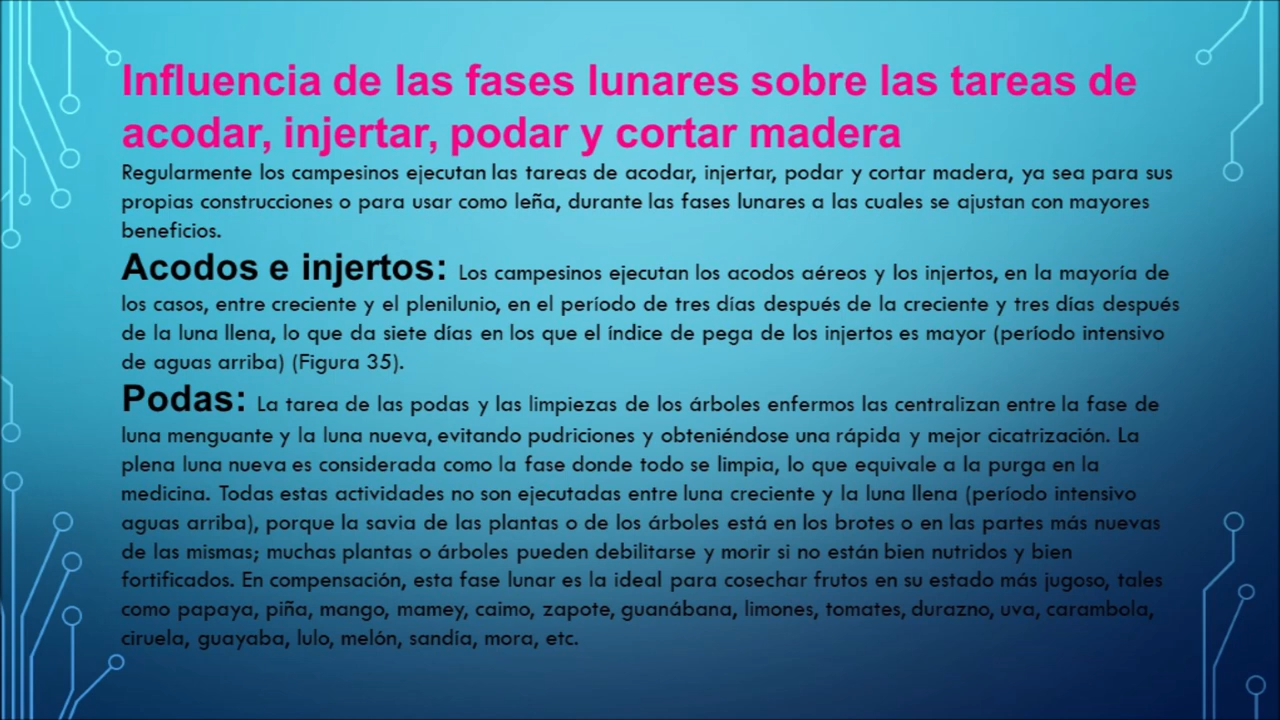 Influencia de las fases lunares sobre las tareas de
acodar, injertar, podar y cortar madera
Regularmente los campesinos ejecutan las tareas de acodar, injertar, podar y cortar madera, ya sea para sus
propias construcciones o para usar como leña, durante las fases lunares a las cuales se ajustan con mayores
beneficios.
Acodos e injertos: Los campesinos ejecutan los acodos aéreos y los injertos, en la mayoría de
los casos, entre creciente y el plenilunio, en el período de tres días después de la creciente y tres días después
de la luna llena, lo que da siete días en los que el índice de pega de los injertos es mayor (período intensivo
de aguas arriba) (Figura 35).
Podas: La tarea de las podas y las limpiezas de los árboles enfermos las centralizan entre la fase de
luna menguante y la luna nueva, evitando pudriciones y obteniéndose una rápida y mejor cicatrización. La
plena luna nueva es considerada como la fase donde todo se limpia, lo que equivale a la purga en la
medicina. Todas estas actividades no son ejecutadas entre luna creciente y la luna llena (período intensivo
aguas arriba), porque la savia de las plantas o de los árboles está en los brotes o en las partes más nuevas
de las mismas; muchas plantas o árboles pueden debilitarse y morir si no están bien nutridos y bien
fortificados. En compensación, esta fase lunar es la ideal para cosechar frutos en su estado más jugoso, tales
como papaya, piña, mango, mamey, caimo, zapote, guanábana, limones, tomates, durazno, uva, carambola,
ciruela, guayaba, lulo, melón, sandía, mora, etc.